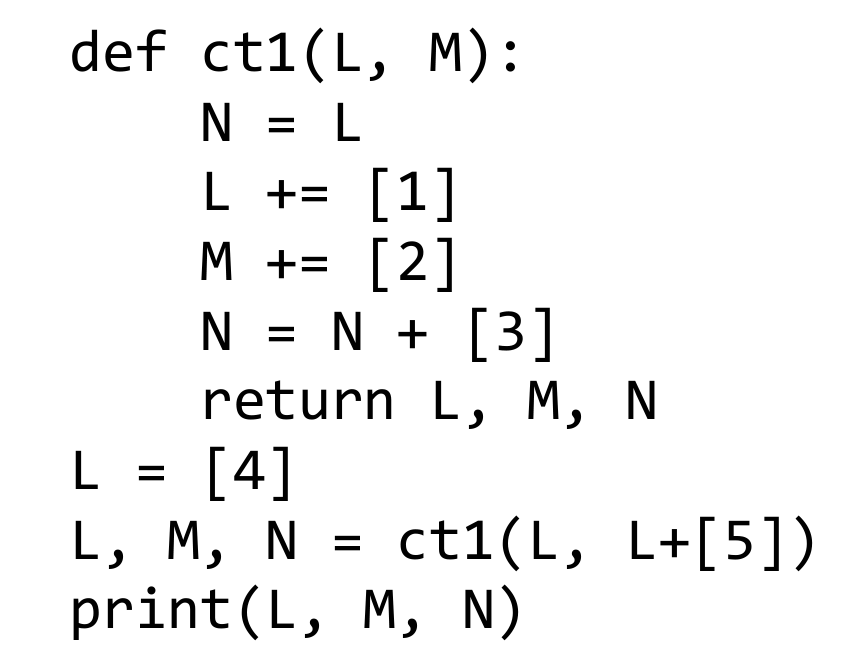 def ct1(L, M):
    N = L
    L += [1]
    M += [2]
    N = N + [3]
    return L, M, N
L = [4]
L, M, N = ct1(L, L+[5])
print(L, M, N)